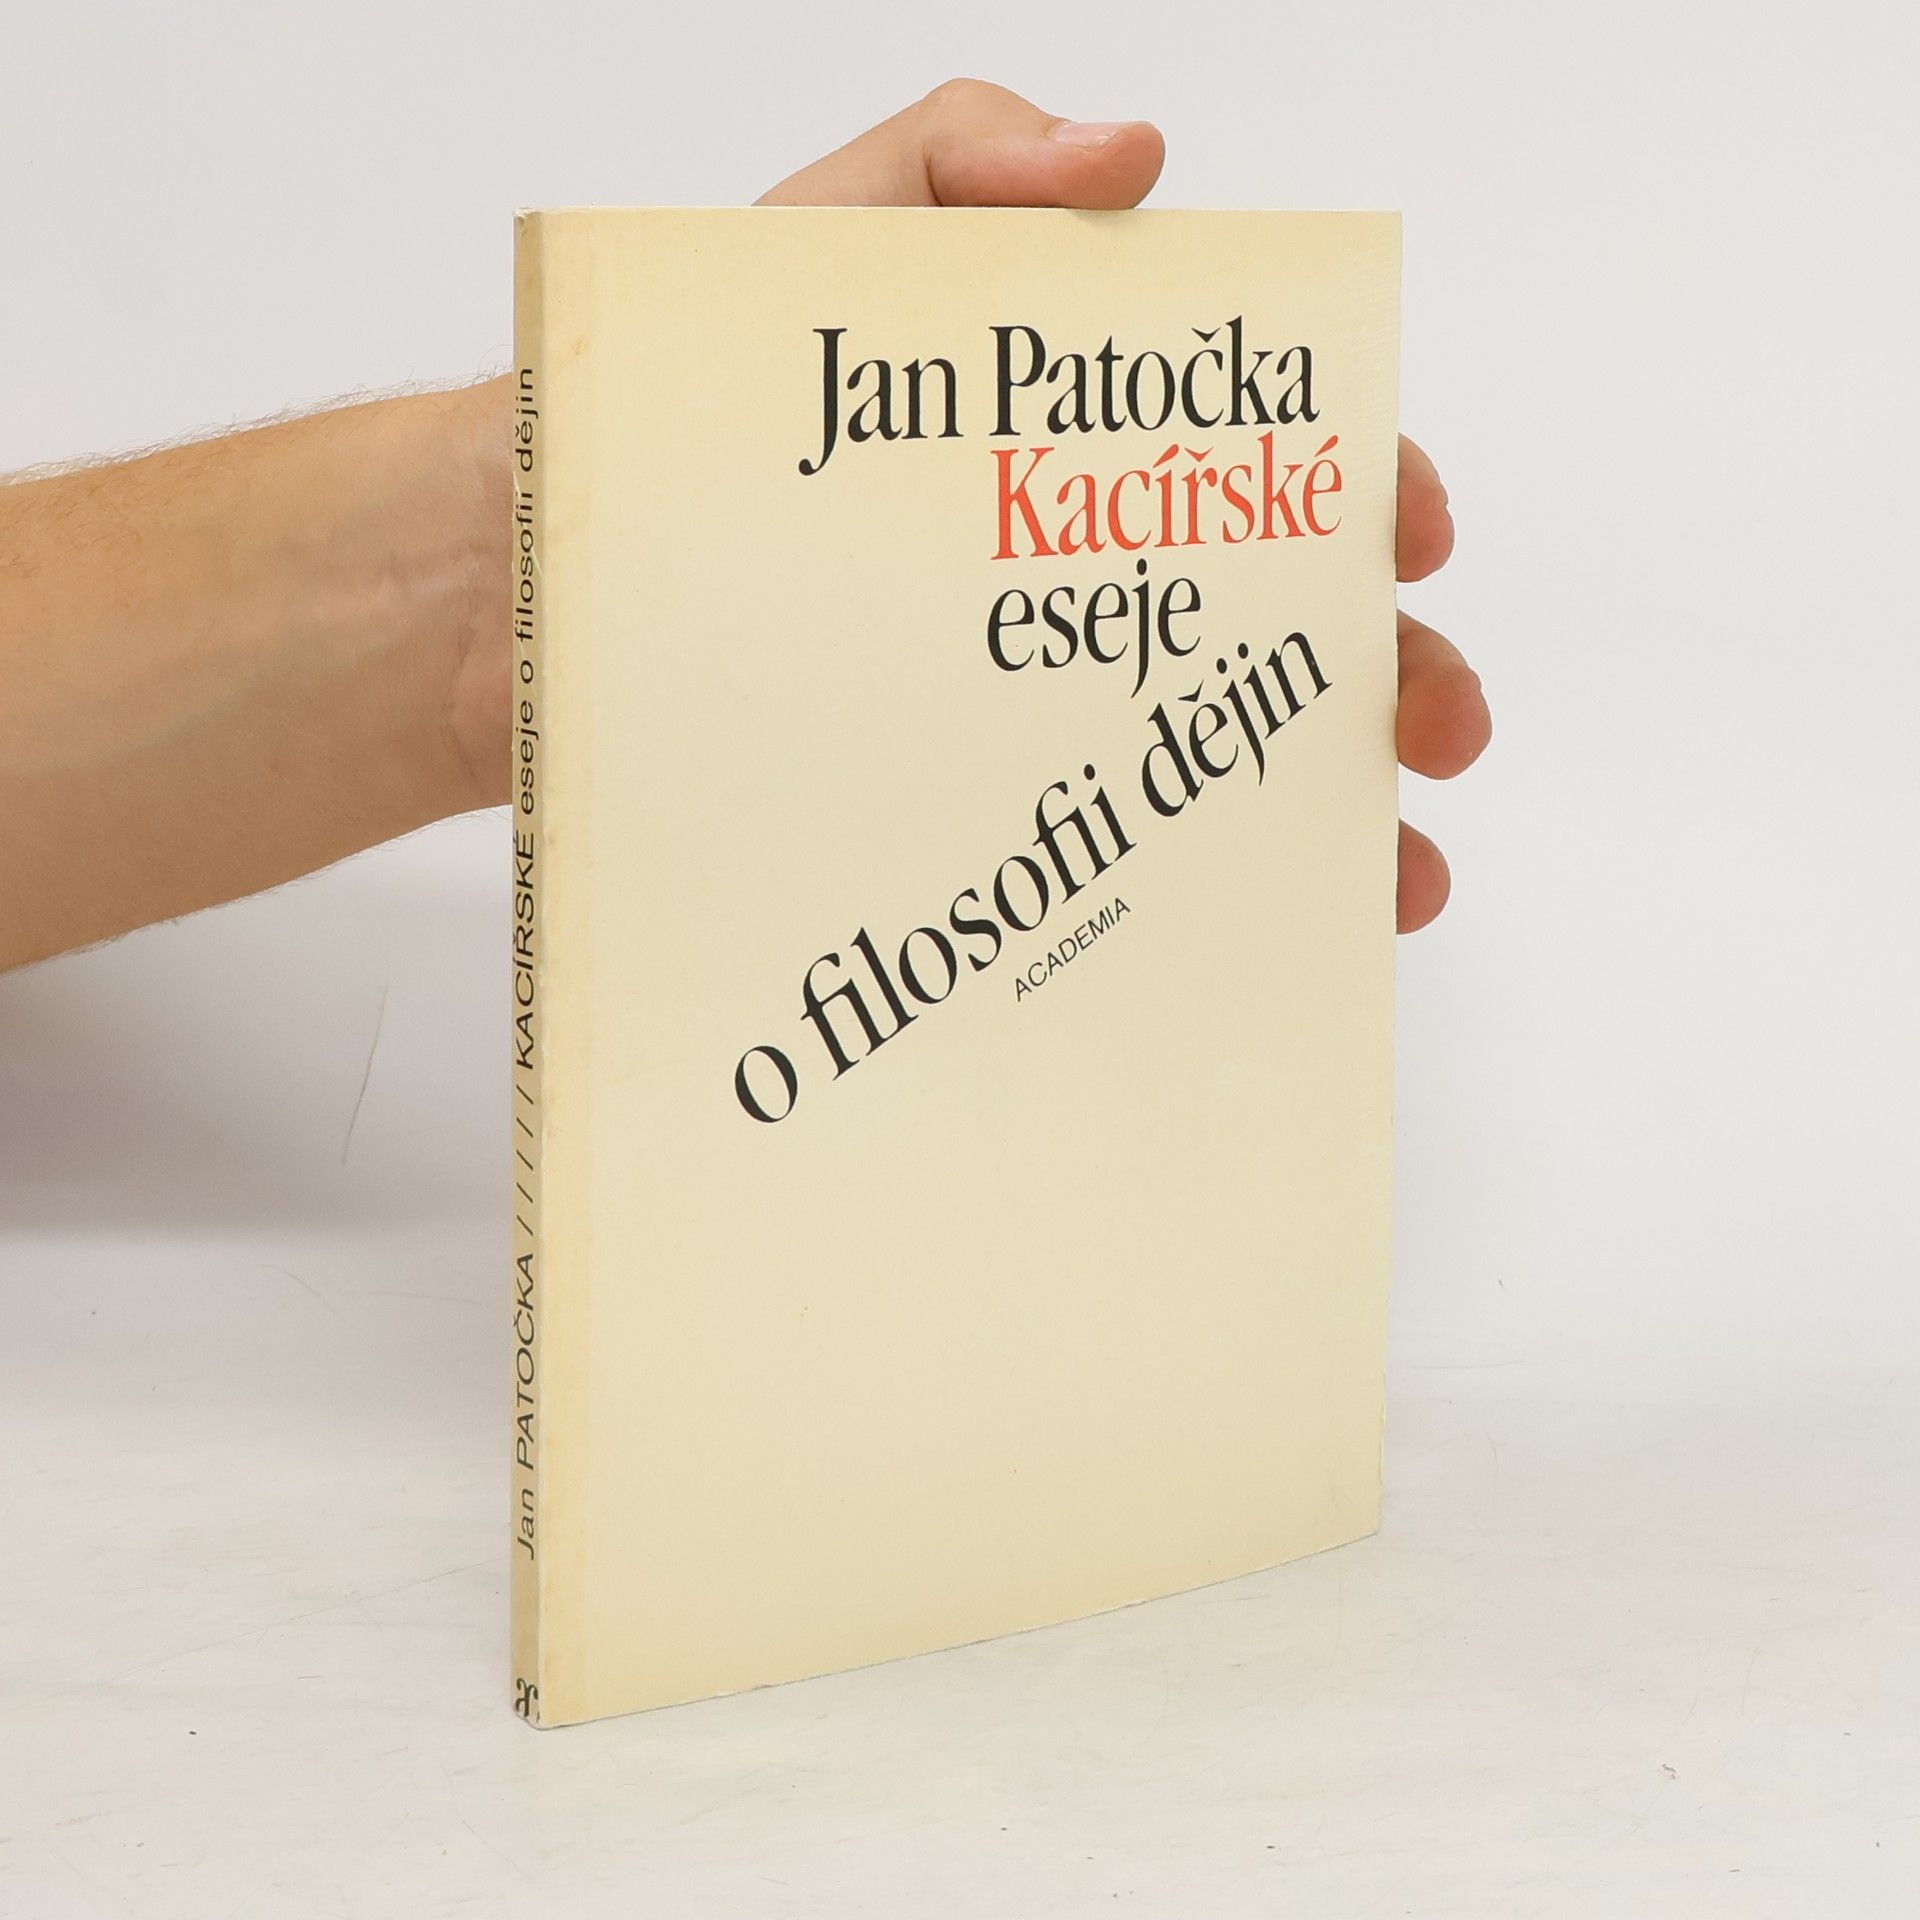 Jan Patočka
Kacířské
eseje
o filosofii dějin
ACADEMIA
Jan PATOČKA / / / / / KACÍŘSKÉ eseje o filosofii dějin